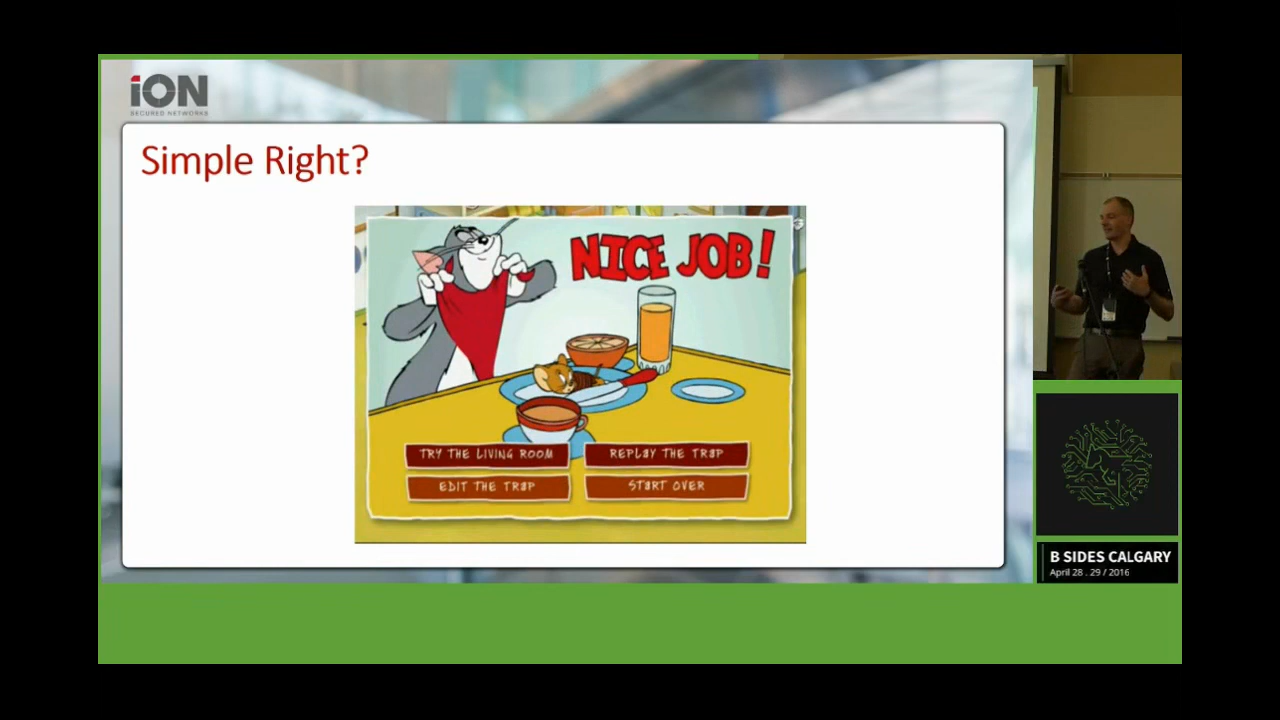 iON
SECURED NETWORKS
Simple Right?
NICE JOB!
TRY THE LIVING ROOM
REPLAY THE TRAP
EDIT THE TRAP
START OVER
B SIDES CALGARY
April 28 . 29 / 2016